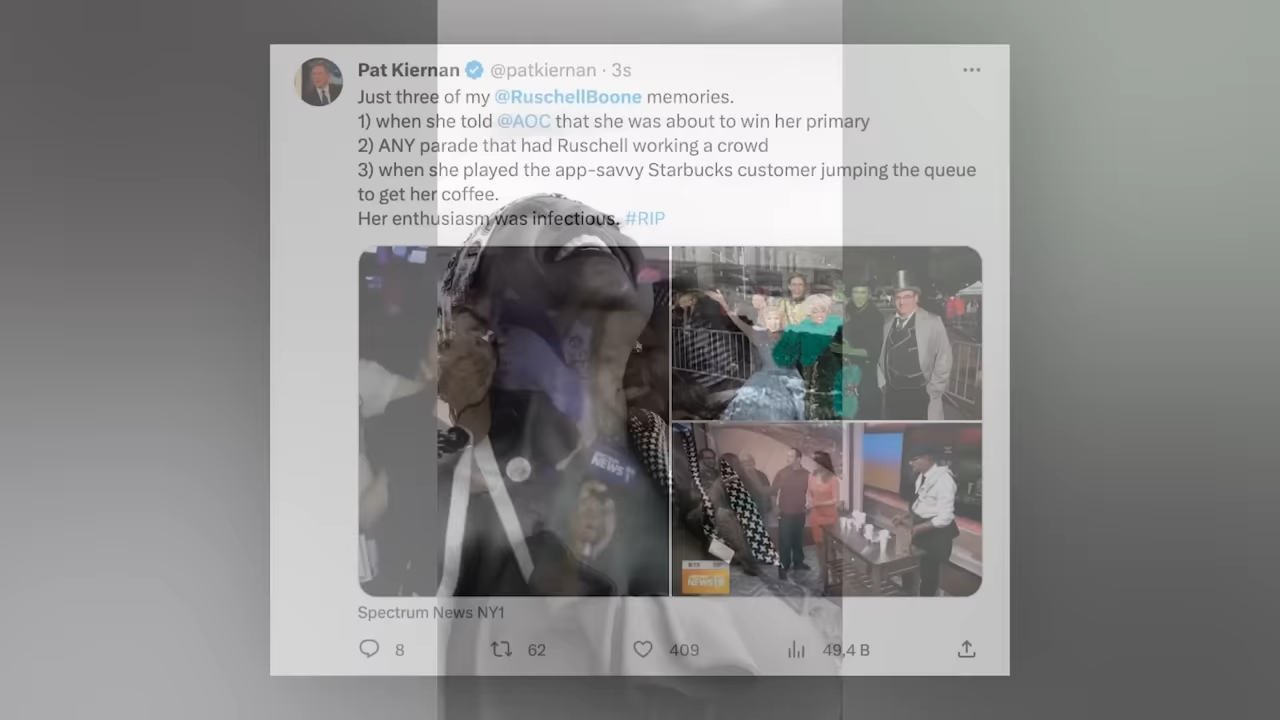 Pat Kiernan @patkiernan · 3s
Just three of my @RuschellBoone memories.
1) when she told @AOC that she was about to win her primary
2) ANY parade that had Ruschell working a crowd
3) when she played the app-savvy Starbucks customer jumping the queue
to get her coffee.
Her enthusiasm was infectious. #RIP
NEWS
NEWS
Spectrum News NY1
8 62 409 49,4 B